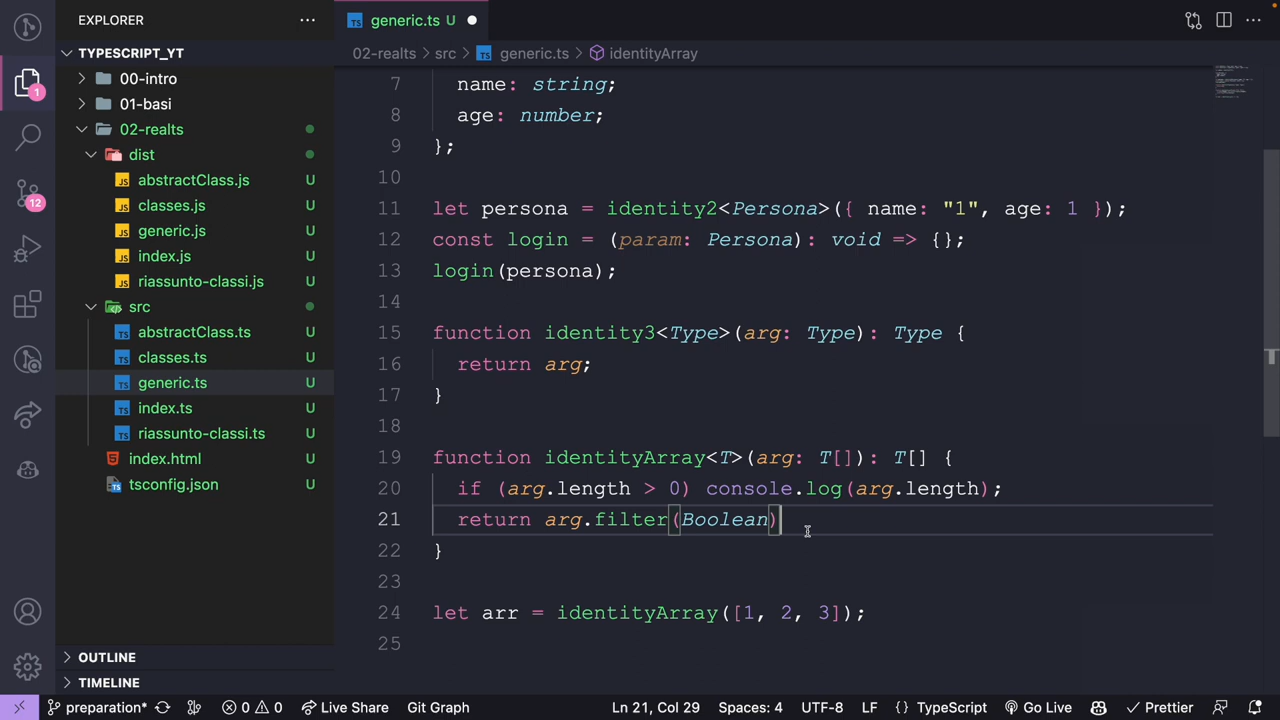 EXPLORER
TYPESCRIPT_YT
00-intro
01-basi
02-realts
dist
abstractClass.js U
classes.js U
generic.js U
index.js U
riassunto-classi.js U
src
abstractClass.ts U
classes.ts U
generic.ts U
index.ts U
riassunto-classi.ts U
index.html U
tsconfig.json U
OUTLINE
TIMELINE
1
12
generic.ts U
02-realts > src > generic.ts > identityArray
7 name: string;
8 age: number;
9 };
10
11 let persona = identity2<Persona>({ name: "1", age: 1 });
12 const login = (param: Persona): void => {};
13 login(persona);
14
15 function identity3<Type>(arg: Type): Type {
16 return arg;
17 }
18
19 function identityArray<T>(arg: T[]): T[] {
20 if (arg.length > 0) console.log(arg.length);
21 return arg.filter(Boolean)
22 }
23
24 let arr = identityArray([1, 2, 3]);
25
preparation* 0 0 Live Share Git Graph Ln 21, Col 29 Spaces: 4 UTF-8 LF { } TypeScript Go Live Prettier